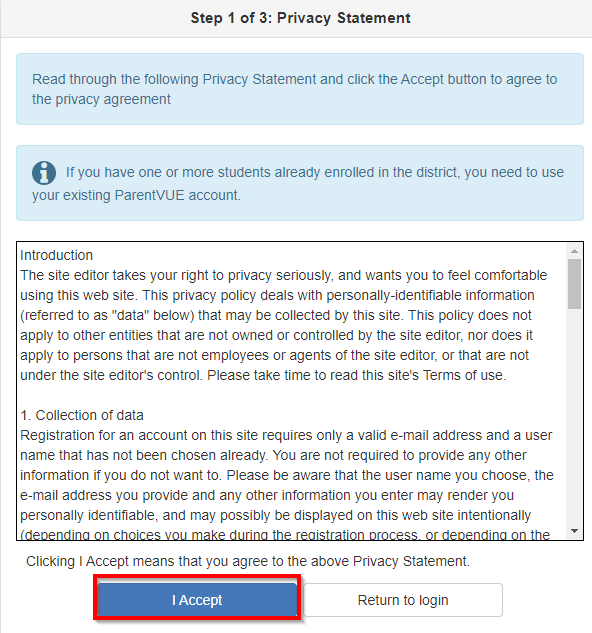 Step 1 of 3: Privacy Statement
Read through the following Privacy Statement and click the Accept button to agree to
the privacy agreement
If you have one or more students already enrolled in the district, you need to use
your existing ParentVUE account.
Introduction
The site editor takes your right to privacy seriously, and wants you to feel comfortable
using this web site. This privacy policy deals with personally-identifiable information
(referred to as "data" below) that may be collected by this site. This policy does not
apply to other entities that are not owned or controlled by the site editor, nor does it
apply to persons that are not employees or agents of the site editor, or that are not
under the site editor's control. Please take time to read this site's Terms of use.
1. Collection of data
Registration for an account on this site requires only a valid e-mail address and a user
name that has not been chosen already. You are not required to provide any other
information if you do not want to. Please be aware that the user name you choose, the
e-mail address you provide and any other information you enter may render you
personally identifiable, and may possibly be displayed on this web site intentionally
(depending on choices you make during the registration process, or depending on the
Clicking I Accept means that you agree to the above Privacy Statement.
I Accept
Return to login